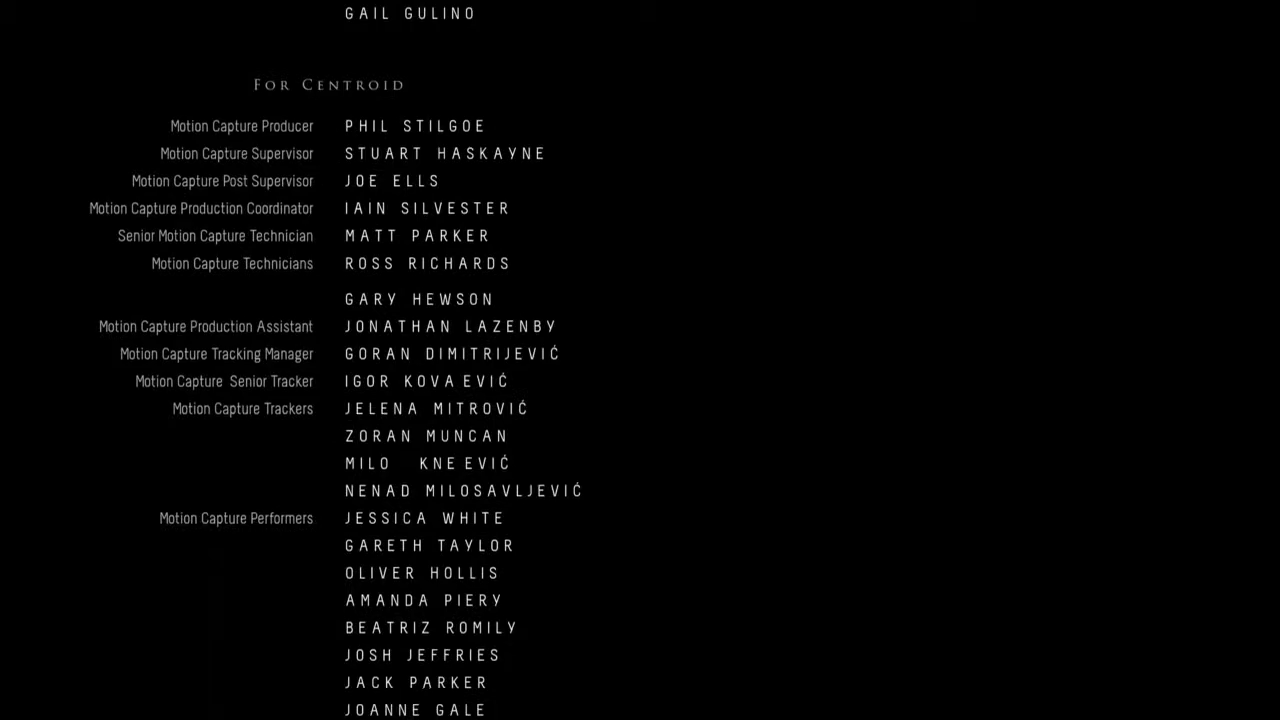 GAIL GULINO
FOR CENTROID
Motion Capture Producer PHIL STILGOE
Motion Capture Supervisor STUART HASKAYNE
Motion Capture Post Supervisor JOE ELLS
Motion Capture Production Coordinator IAIN SILVESTER
Senior Motion Capture Technician MATT PARKER
Motion Capture Technicians ROSS RICHARDS
GARY HEWSON
Motion Capture Production Assistant JONATHAN LAZENBY
Motion Capture Tracking Manager GORAN DIMITRIJEVIĆ
Motion Capture Senior Tracker IGOR KOVA EVIĆ
Motion Capture Trackers JELENA MITROVIĆ
ZORAN MUNCAN
MILO KNE EVIĆ
NENAD MILOSAVLJEVIĆ
Motion Capture Performers JESSICA WHITE
GARETH TAYLOR
OLIVER HOLLIS
AMANDA PIERY
BEATRIZ ROMILY
JOSH JEFFRIES
JACK PARKER
JOANNE GALE